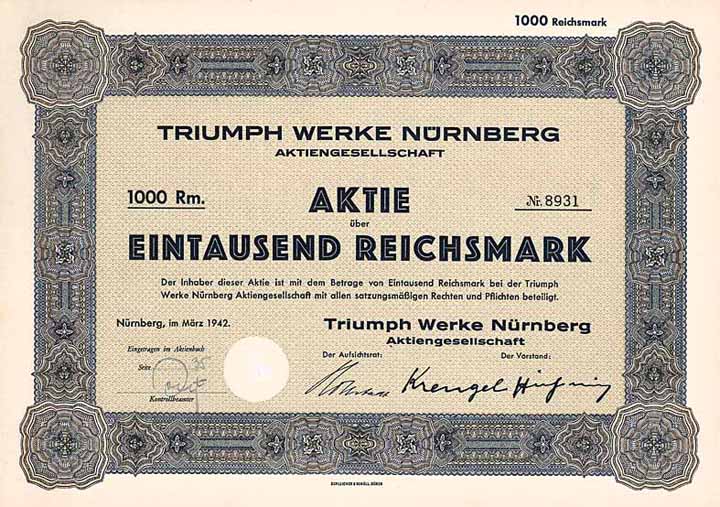 1000 Reichsmark
TRIUMPH WERKE NÜRNBERG
AKTIENGESELLSCHAFT
1000 Rm.
AKTIE
Nr. 8931
über
EINTAUSEND REICHSMARK
Der Inhaber dieser Aktie ist mit dem Betrage von Eintausend Reichsmark bei der Triumph
Werke Nürnberg Aktiengesellschaft mit allen satzungsmäßigen Rechten und Pflichten beteiligt.
Nürnberg, im März 1942.
Triumph Werke Nürnberg
Aktiengesellschaft
Eingetragen im Aktienbuch
Seite
Kontrollbeamter
Der Aufsichtsrat:
Der Vorstand:
Krengel